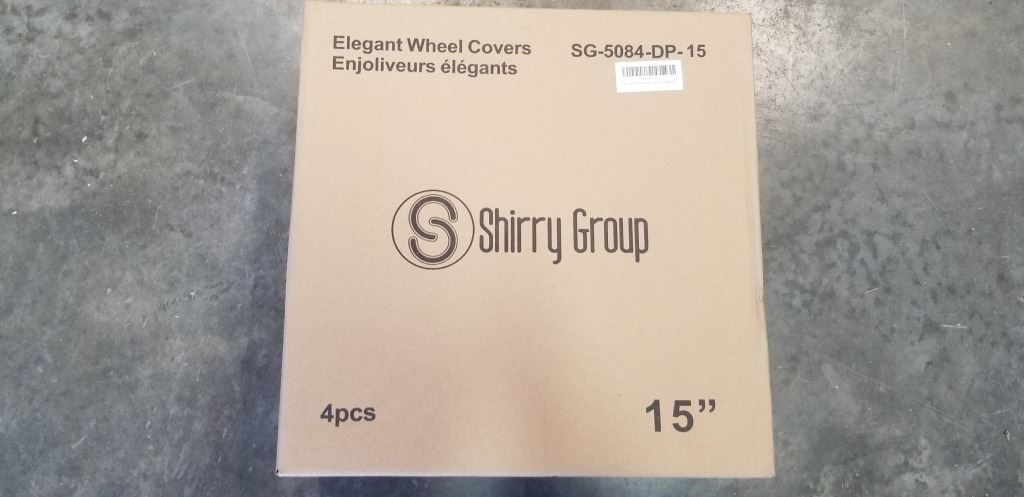 Elegant Wheel Covers
Enjoliveurs élégants
SG-5084-DP-15
S Shirry Group
4pcs
15”